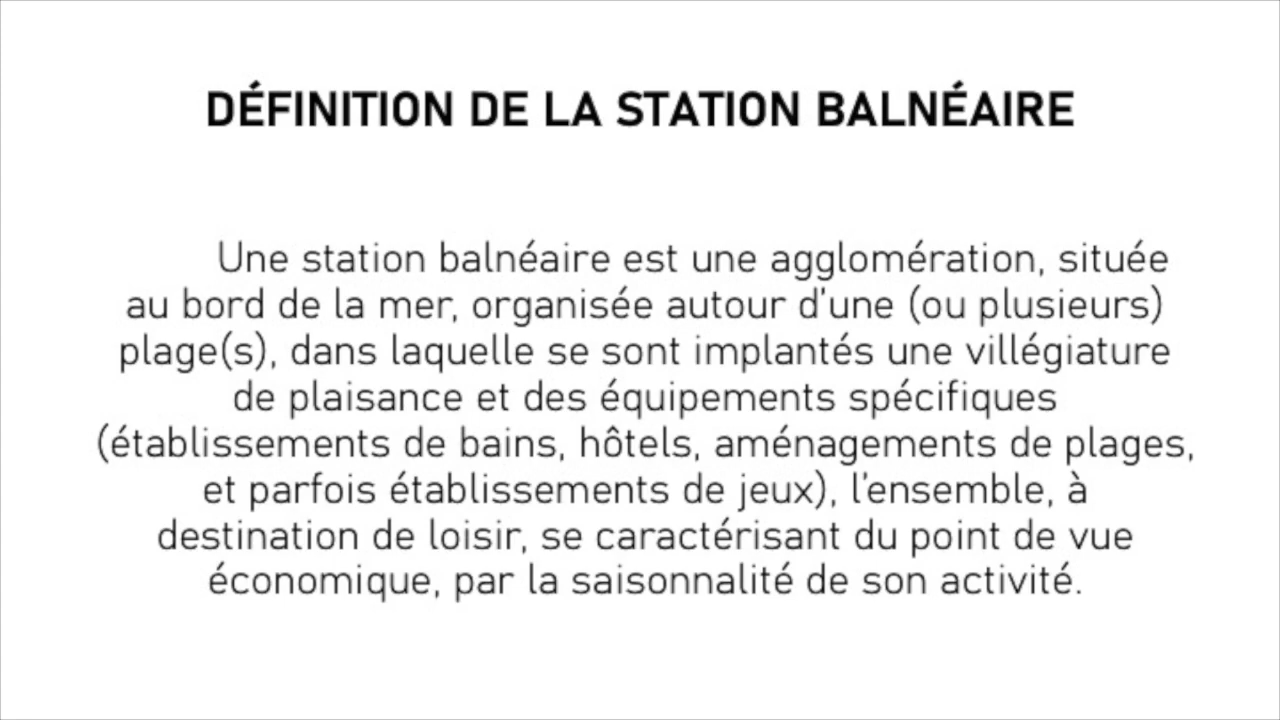 DÉFINITION DE LA STATION BALNÉAIRE
Une station balnéaire est une agglomération, située
au bord de la mer, organisée autour d'une (ou plusieurs)
plage(s), dans laquelle se sont implantés une villégiature
de plaisance et des équipements spécifiques
(établissements de bains, hôtels, aménagements de plages,
et parfois établissements de jeux), l'ensemble, à
destination de loisir, se caractérisant du point de vue
économique, par la saisonnalité de son activité.